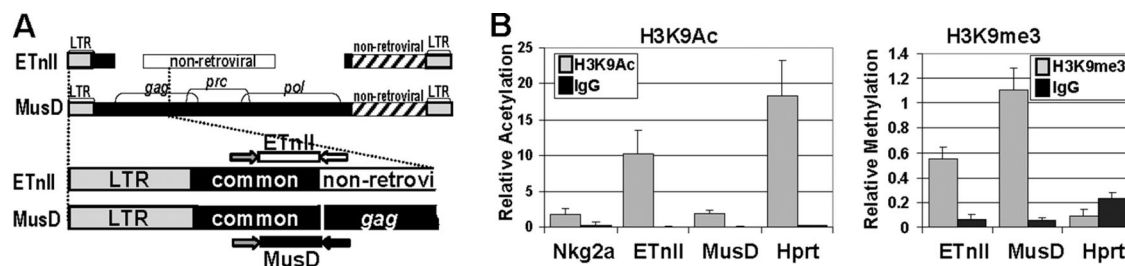 A
LTR
ETnII
non-retroviral
non-retroviral
LTR
LTR
MusD
gag
prc
pol
non-retroviral
LTR
ETnII
ETnII
LTR
common
non-retrovi
MusD
LTR
common
gag
MusD
B
H3K9Ac
Relative Acetylation
25
20
15
10
5
0
H3K9Ac
IgG
Nkg2a
ETnII
MusD
Hprt
H3K9me3
Relative Methylation
1.4
1.2
1
0.8
0.6
0.4
0.2
0
H3K9me3
IgG
ETnII
MusD
Hprt